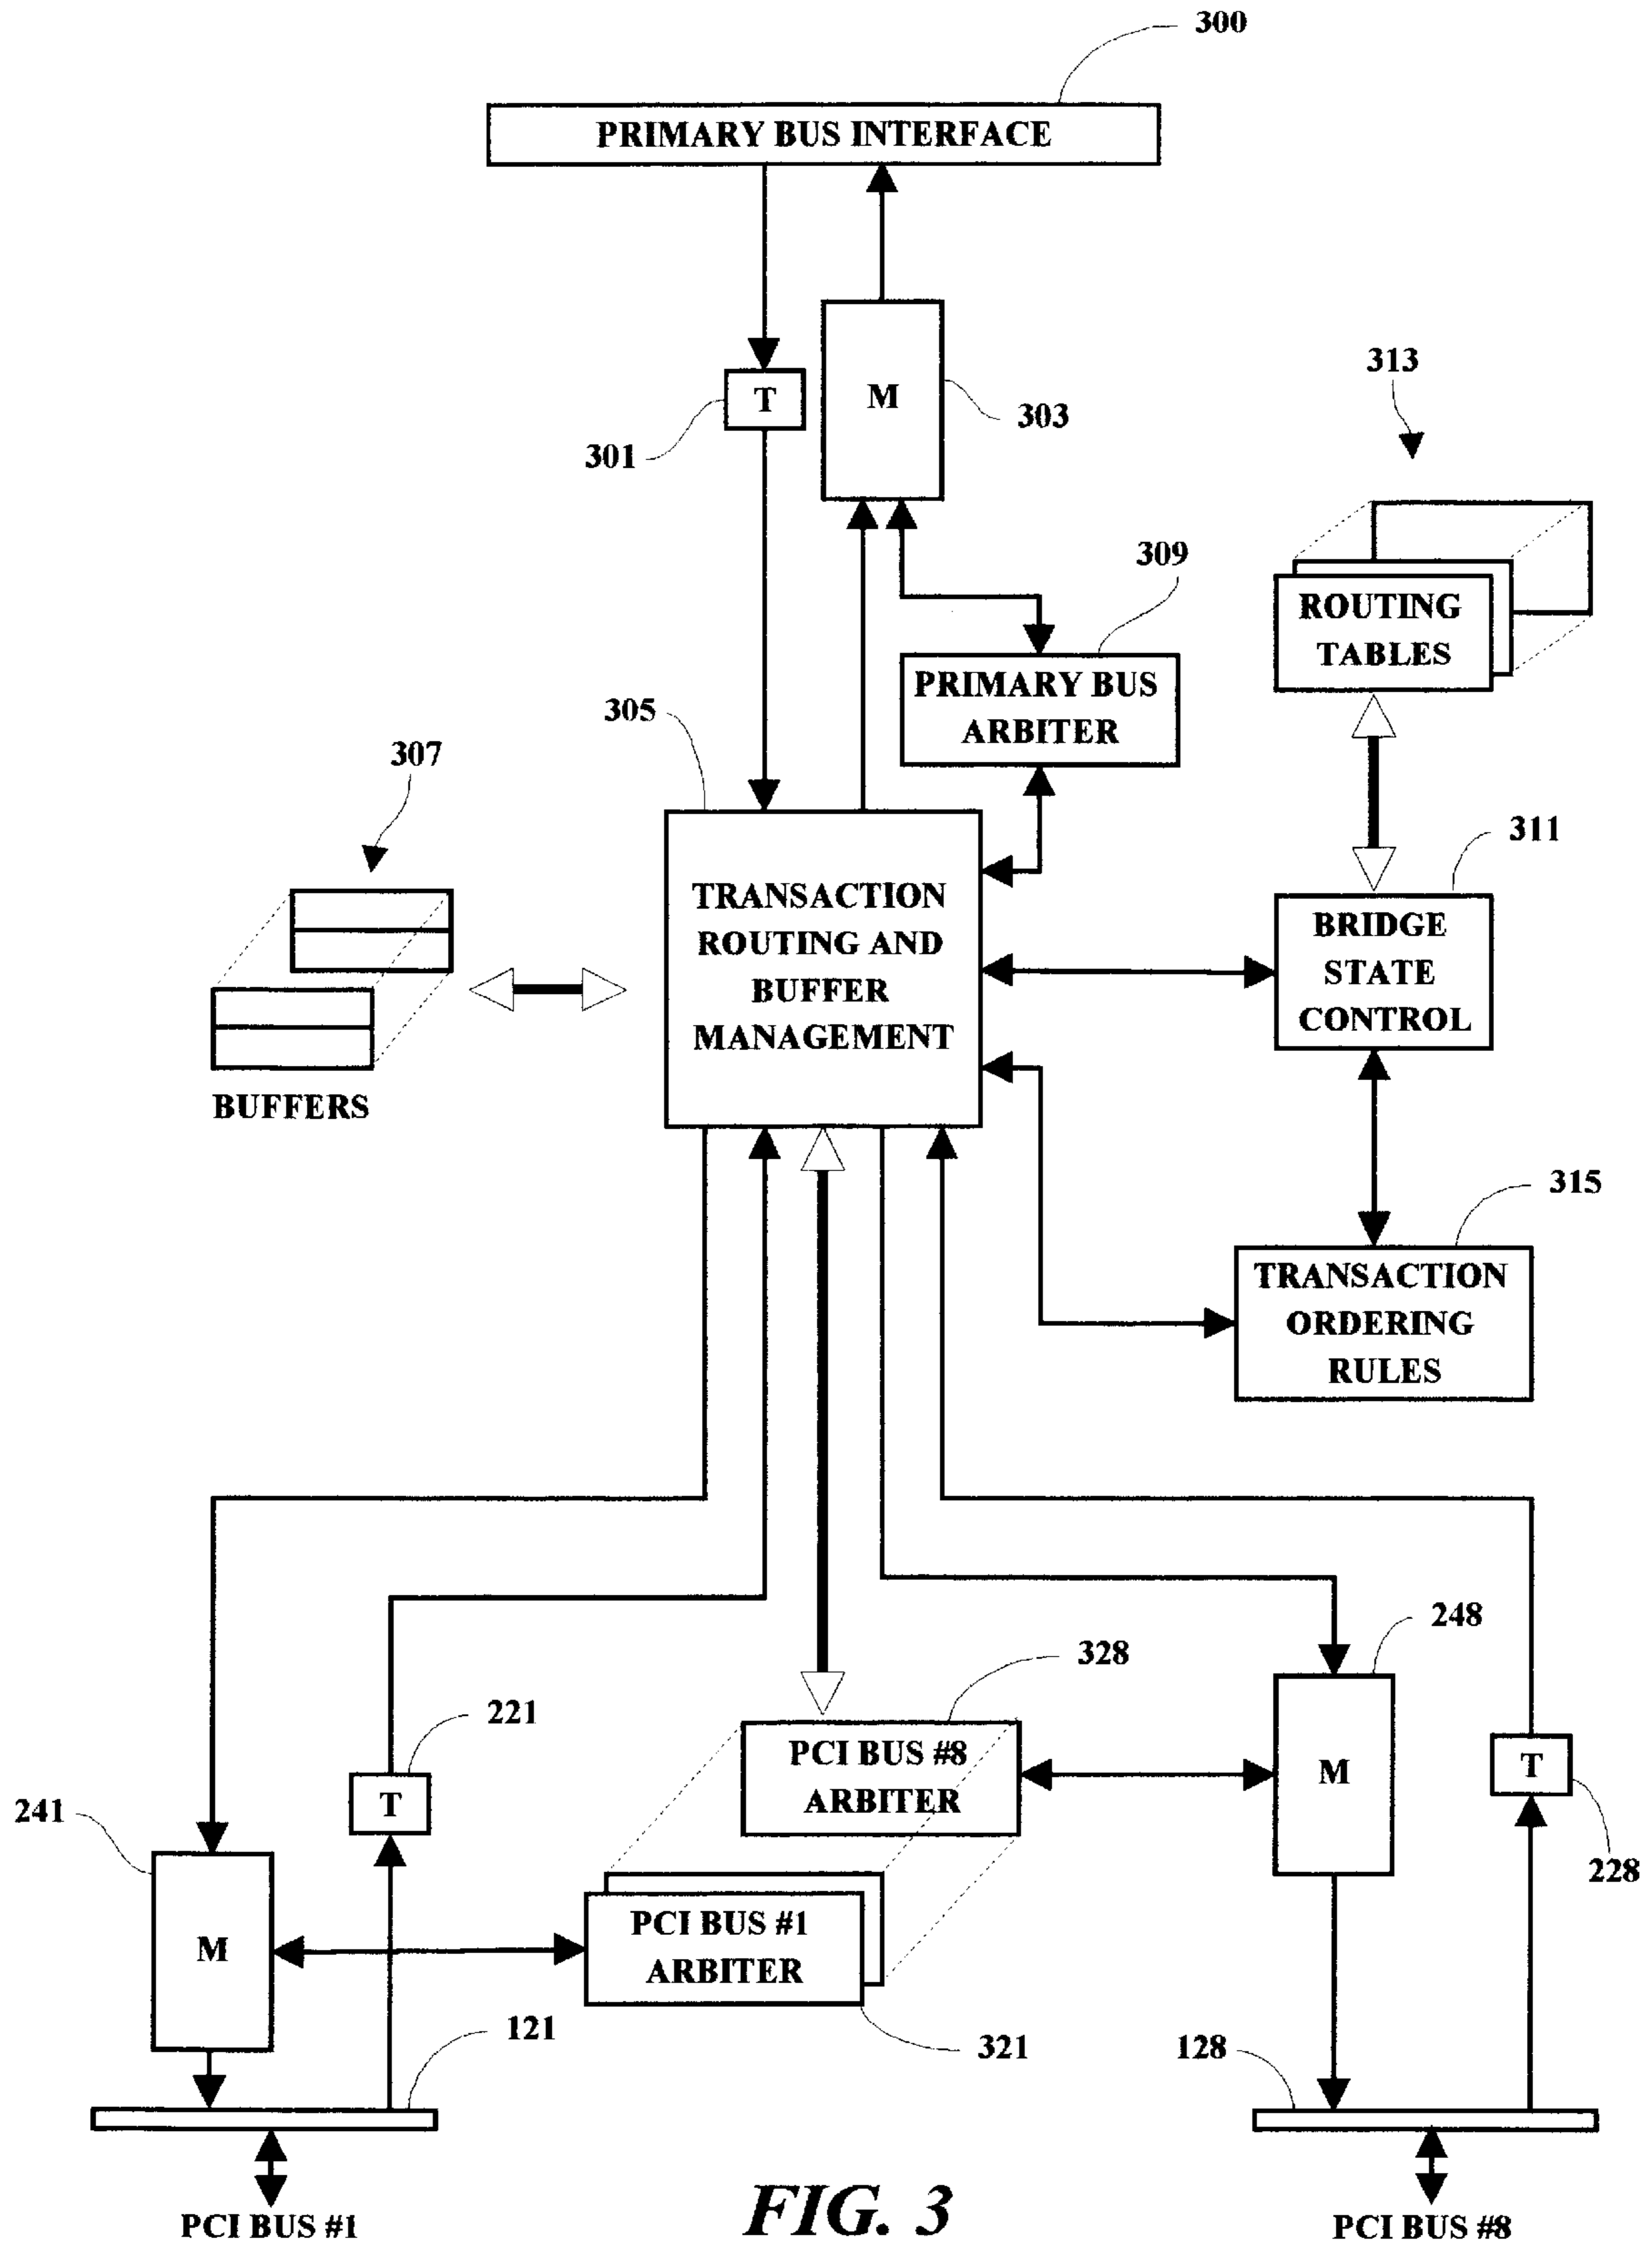 300
PRIMARY BUS INTERFACE
T
M
301
303
313
309
ROUTING
TABLES
PRIMARY BUS
ARBITER
305
307
311
TRANSACTION
ROUTING AND
BUFFER
MANAGEMENT
BRIDGE
STATE
CONTROL
BUFFERS
315
TRANSACTION
ORDERING
RULES
248
328
221
PCI BUS #8
ARBITER
M
T
T
241
228
PCI BUS #1
ARBITER
M
121
321
128
PCI BUS #1
FIG. 3
PCI BUS #8